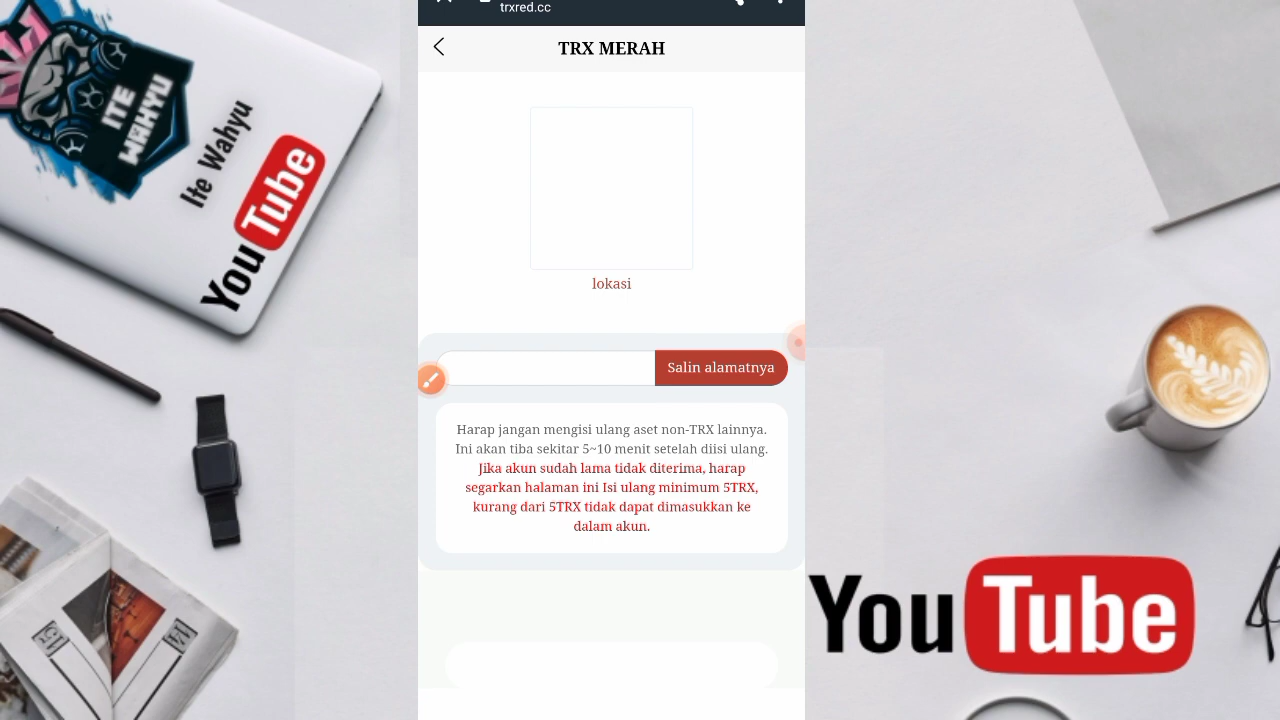 trxred.cc
TRX MERAH
lokasi
Salin alamatnya
Harap jangan mengisi ulang aset non-TRX lainnya.
Ini akan tiba sekitar 5~10 menit setelah diisi ulang.
Jika akun sudah lama tidak diterima, harap
segarkan halaman ini Isi ulang minimum 5TRX,
kurang dari 5TRX tidak dapat dimasukkan ke
dalam akun.
ITE
WAHYU
Ite Wahyu
YouTube
YouTube